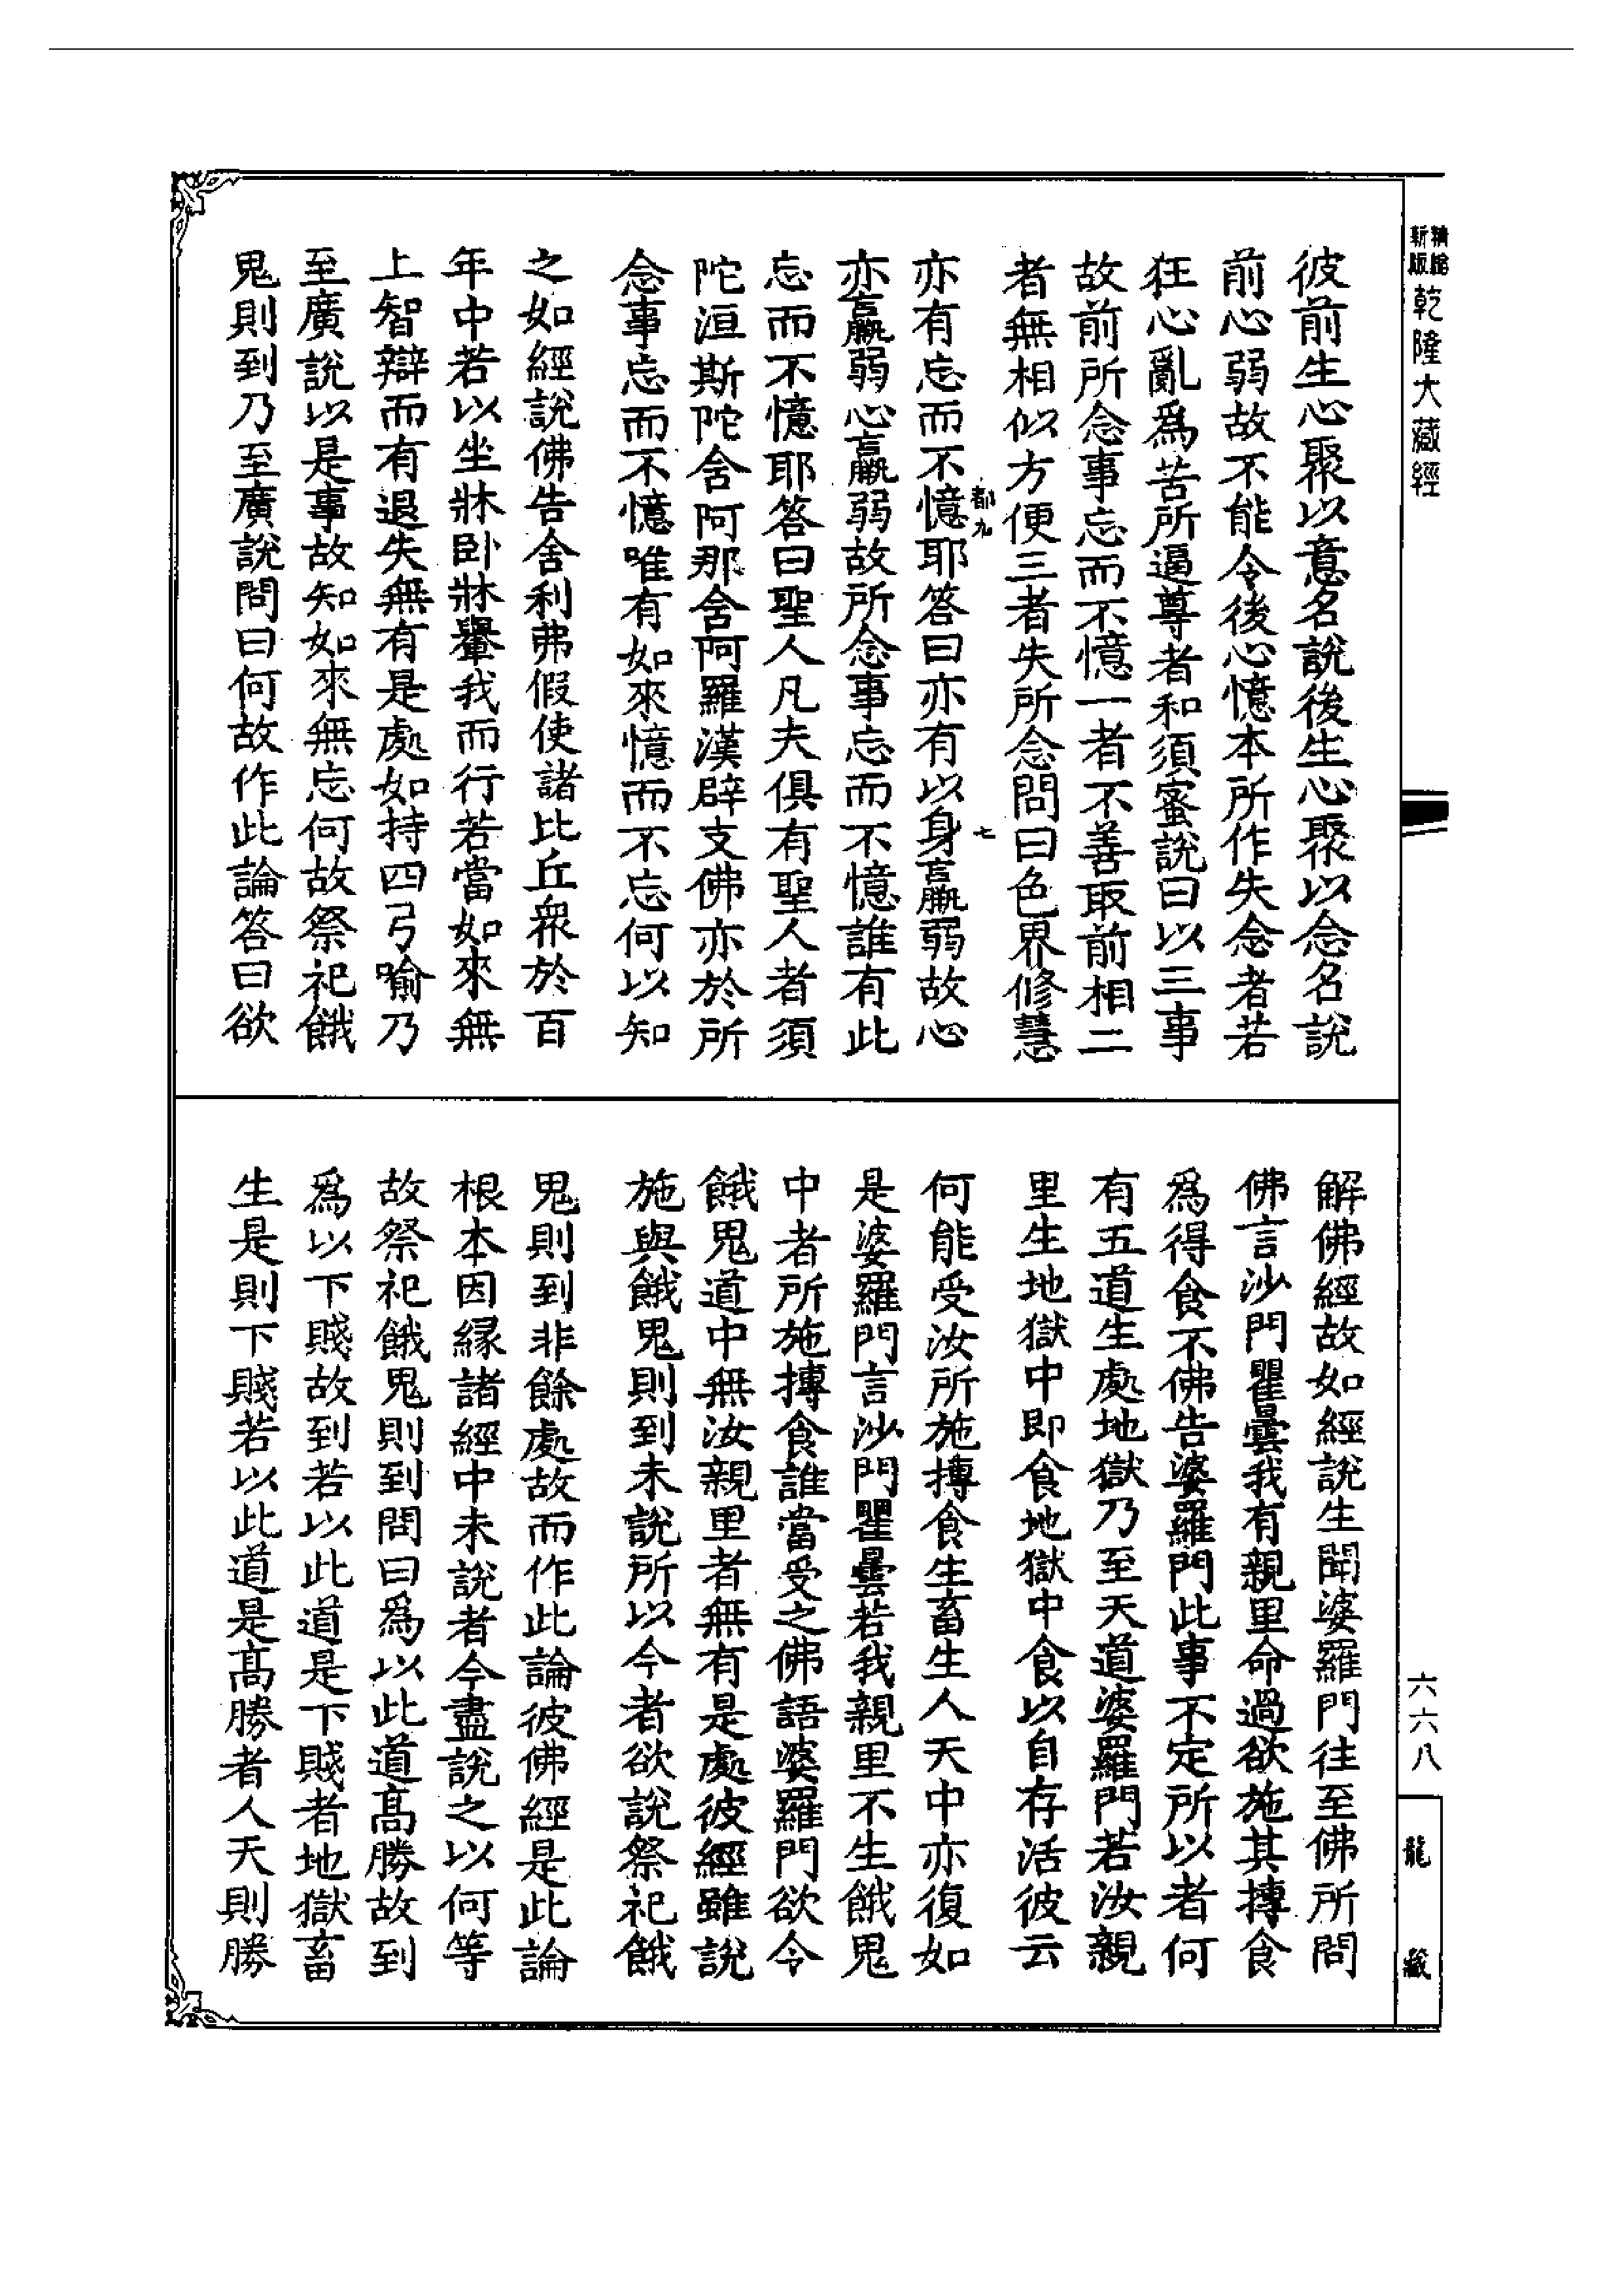 精縮
新版
乾隆大藏經
彼前生心聚以意名說後生心聚以念名說
前心弱故不能令後心憶本所作失念者若
狂心亂爲苦所逼尊者和須蜜說曰以三事
故前所念事忘而不憶一者不善取前相二
者無相似方便三者失所念問曰色界修慧
都九
七
亦有忘而不憶耶答曰亦有以身羸弱故心
亦羸弱心羸弱故所念事忘而不憶誰有此
忘而不憶耶答曰聖人凡夫俱有聖人者須
陀洹斯陀含阿那含阿羅漢辟支佛亦於所
念事忘而不憶唯有如來憶而不忘何以知
之如經說佛告舍利弗假使諸比丘衆於百
年中若以坐牀卧牀轝我而行若當如來無
上智辯而有退失無有是處如持四弓喻乃
至廣說以是事故知如來無忘何故祭祀餓
鬼則到乃至廣說問曰何故作此論答曰欲
解佛經故如經說生聞婆羅門往至佛所問
佛言沙門瞿曇我有親里命過欲施其摶食
爲得食不佛告婆羅門此事不定所以者何
有五道生處地獄乃至天道婆羅門若汝親
里生地獄中即食地獄中食以自存活彼云
何能受汝所施摶食生畜生人天中亦復如
是婆羅門言沙門瞿曇若我親里不生餓鬼
中者所施摶食誰當受之佛語婆羅門欲令
餓鬼道中無汝親里者無有是處彼經雖說
施與餓鬼則到未說所以今者欲說祭祀餓
鬼則到非餘處故而作此論彼佛經是此論
根本因緣諸經中未說者今盡說之以何等
故祭祀餓鬼則到問曰爲以此道高勝故到
爲以下賤故到若以此道是下賤者地獄畜
生是則下賤若以此道是高勝者人天則勝
六六八
龍藏